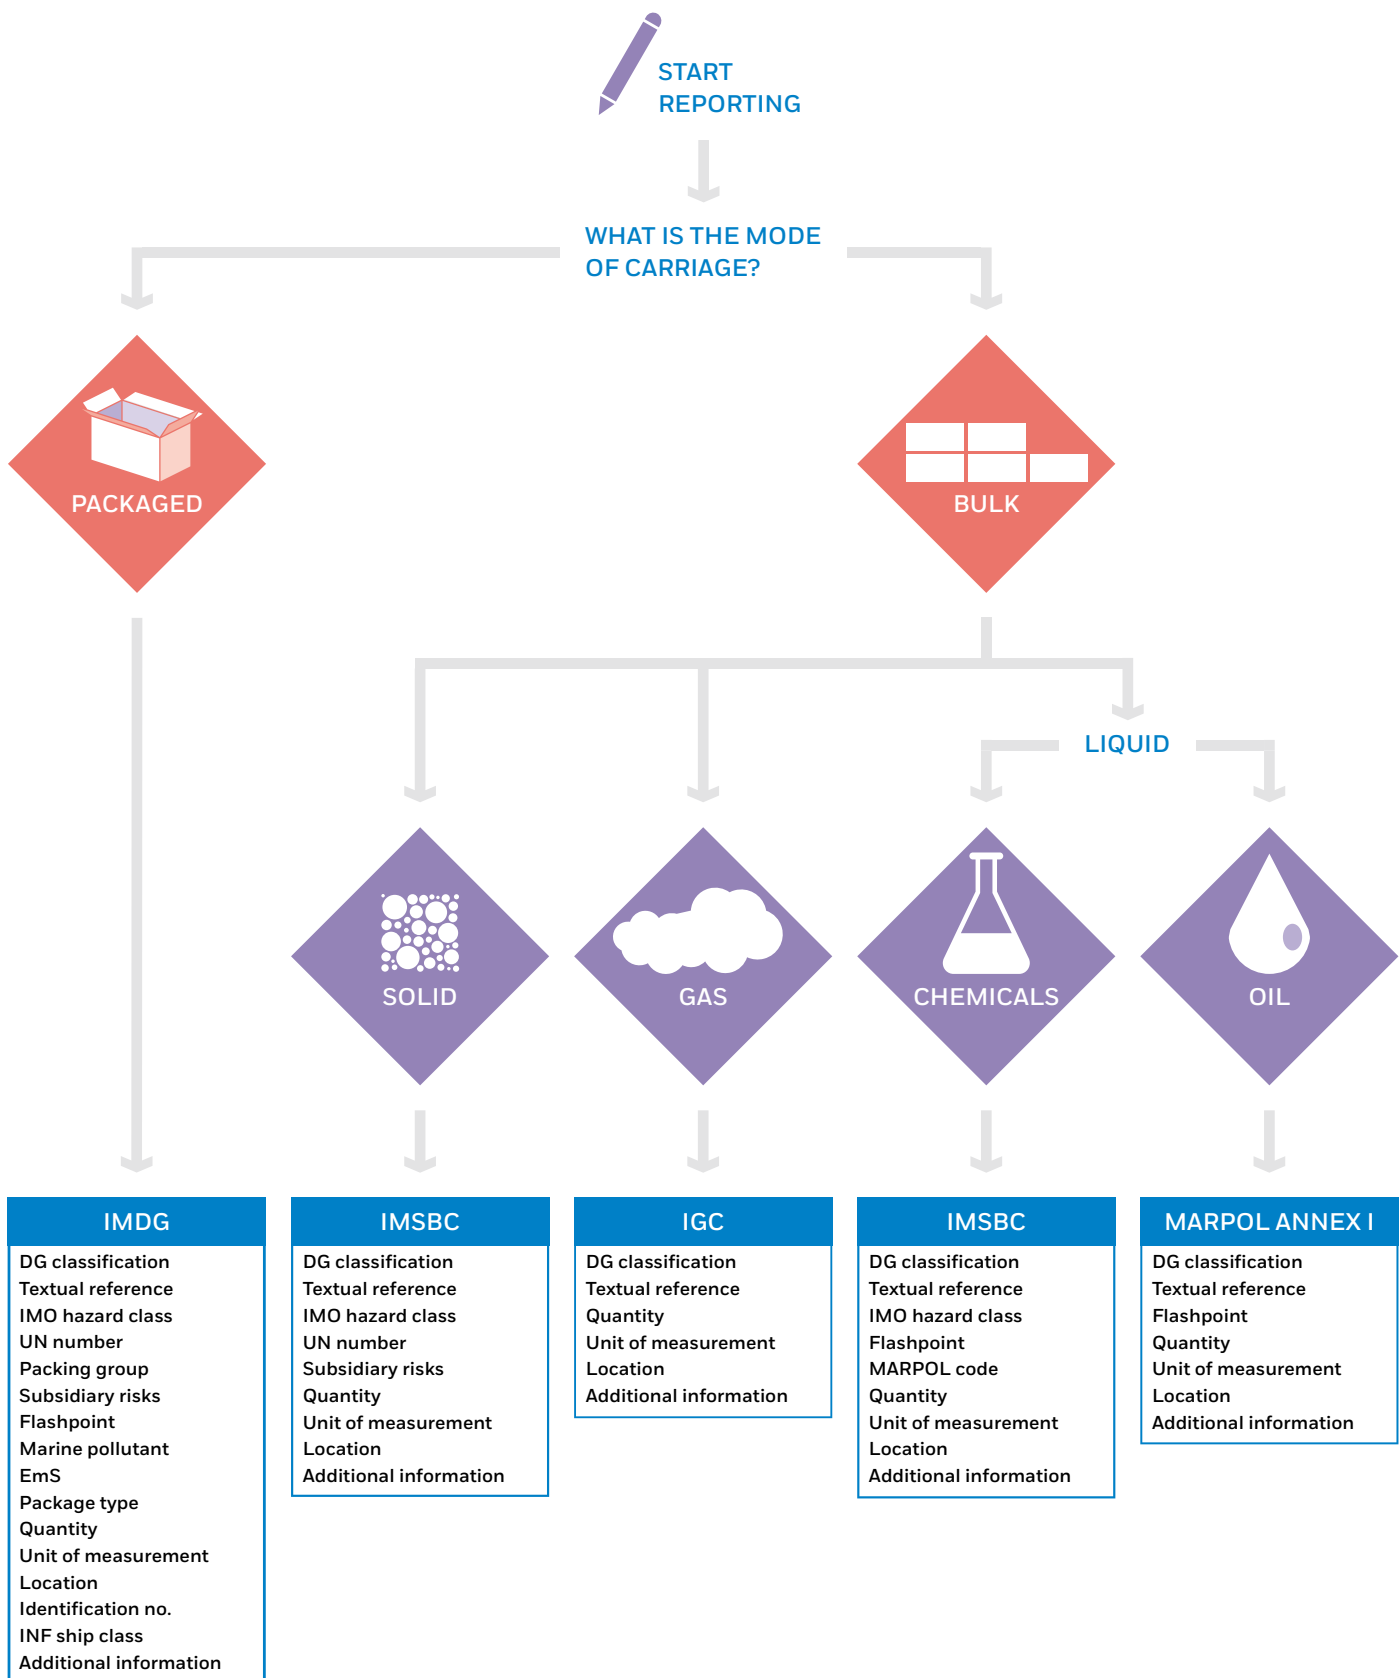 START
REPORTING
WHAT IS THE MODE
OF CARRIAGE?
PACKAGED
BULK
LIQUID
SOLID
GAS
CHEMICALS
OIL
IMDG
DG classification
Textual reference
IMO hazard class
UN number
Packing group
Subsidiary risks
Flashpoint
Marine pollutant
EmS
Package type
Quantity
Unit of measurement
Location
Identification no.
INF ship class
Additional information
IMSBC
DG classification
Textual reference
IMO hazard class
UN number
Subsidiary risks
Quantity
Unit of measurement
Location
Additional information
IGC
DG classification
Textual reference
Quantity
Unit of measurement
Location
Additional information
IMSBC
DG classification
Textual reference
IMO hazard class
Flashpoint
MARPOL code
Quantity
Unit of measurement
Location
Additional information
MARPOL ANNEX I
DG classification
Textual reference
Flashpoint
Quantity
Unit of measurement
Location
Additional information